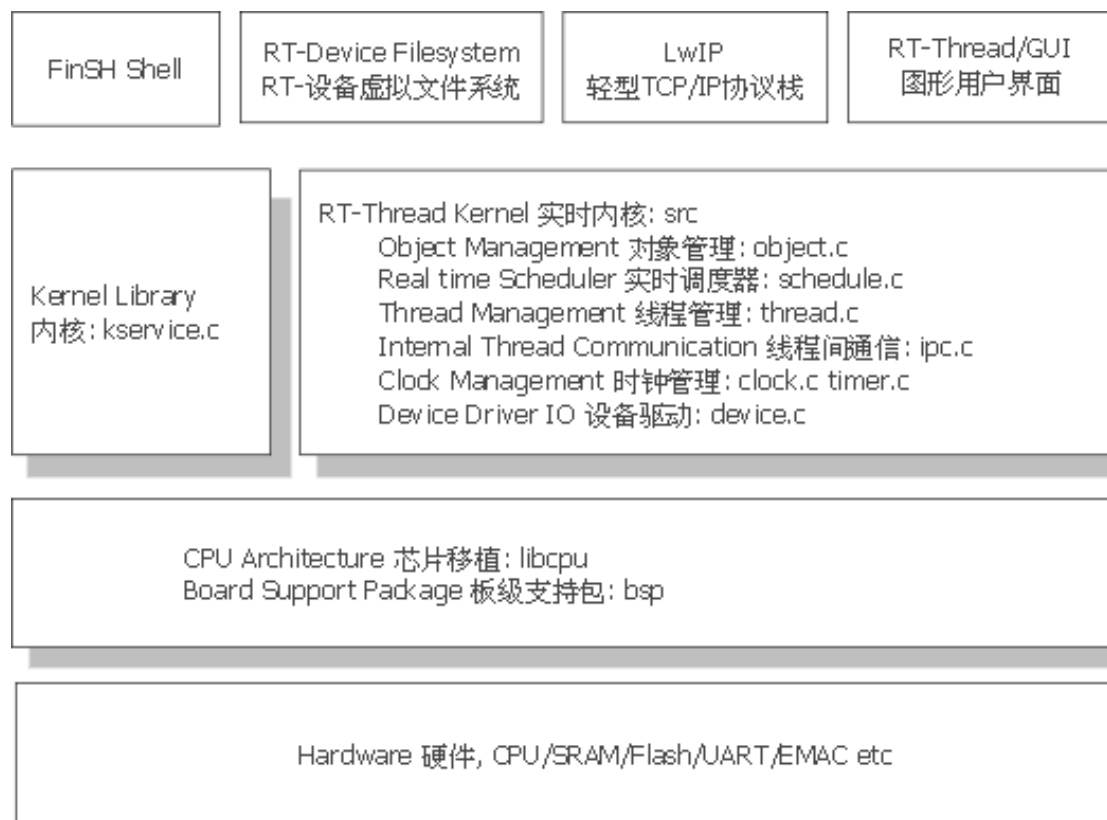 FinSH Shell
RT-Device Filesystem
RT-设备虚拟文件系统
LwIP
轻型TCP/IP协议栈
RT-Thread/GUI
图形用户界面
Kernel Library
内核: kservice.c
RT-Thread Kernel 实时内核: src
Object Management 对象管理: object.c
Real time Scheduler 实时调度器: schedule.c
Thread Management 线程管理: thread.c
Internal Thread Communication 线程间通信: ipc.c
Clock Management 时钟管理: clock.c timer.c
Device Driver IO 设备驱动: device.c
CPU Architecture 芯片移植: libcpu
Board Support Package 板级支持包: bsp
Hardware 硬件, CPU/SRAM/Flash/UART/EMAC etc